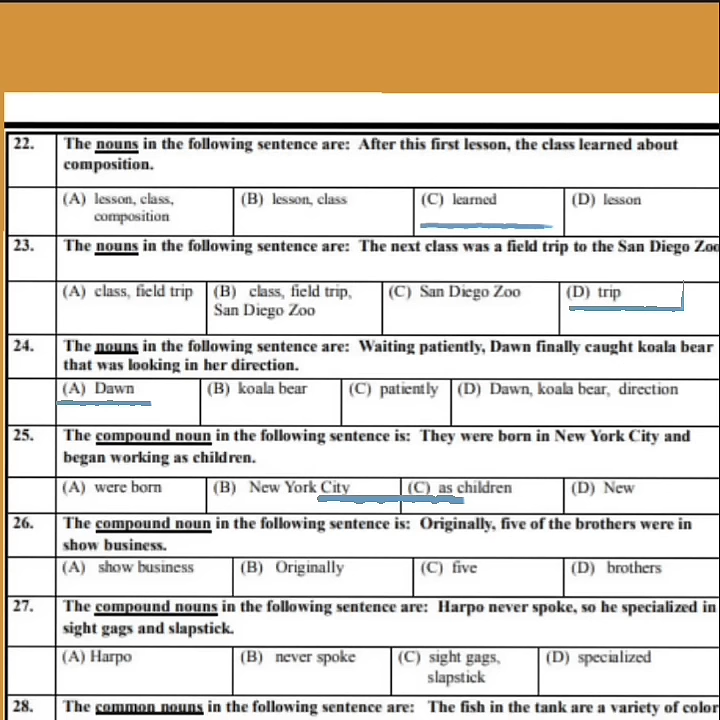 22. The nouns in the following sentence are: After this first lesson, the class learned about
composition.
(A) lesson, class, (B) lesson, class (C) learned (D) lesson
composition
23. The nouns in the following sentence are: The next class was a field trip to the San Diego Zoo
(A) class, field trip (B) class, field trip, (C) San Diego Zoo (D) trip
San Diego Zoo
24. The nouns in the following sentence are: Waiting patiently, Dawn finally caught koala bear
that was looking in her direction.
(A) Dawn (B) koala bear (C) patiently (D) Dawn, koala bear, direction
25. The compound noun in the following sentence is: They were born in New York City and
began working as children.
(A) were born (B) New York City (C) as children (D) New
26. The compound noun in the following sentence is: Originally, five of the brothers were in
show business.
(A) show business (B) Originally (C) five (D) brothers
27. The compound nouns in the following sentence are: Harpo never spoke, so he specialized in
sight gags and slapstick.
(A) Harpo (B) never spoke (C) sight gags, (D) specialized
slapstick
28. The common nouns in the following sentence are: The fish in the tank are a variety of color